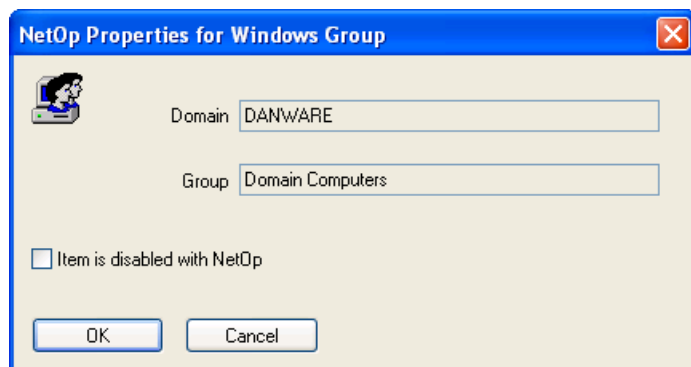 NetOp Properties for Windows Group
Domain DANWARE
Group Domain Computers
Item is disabled with NetOp
OK Cancel